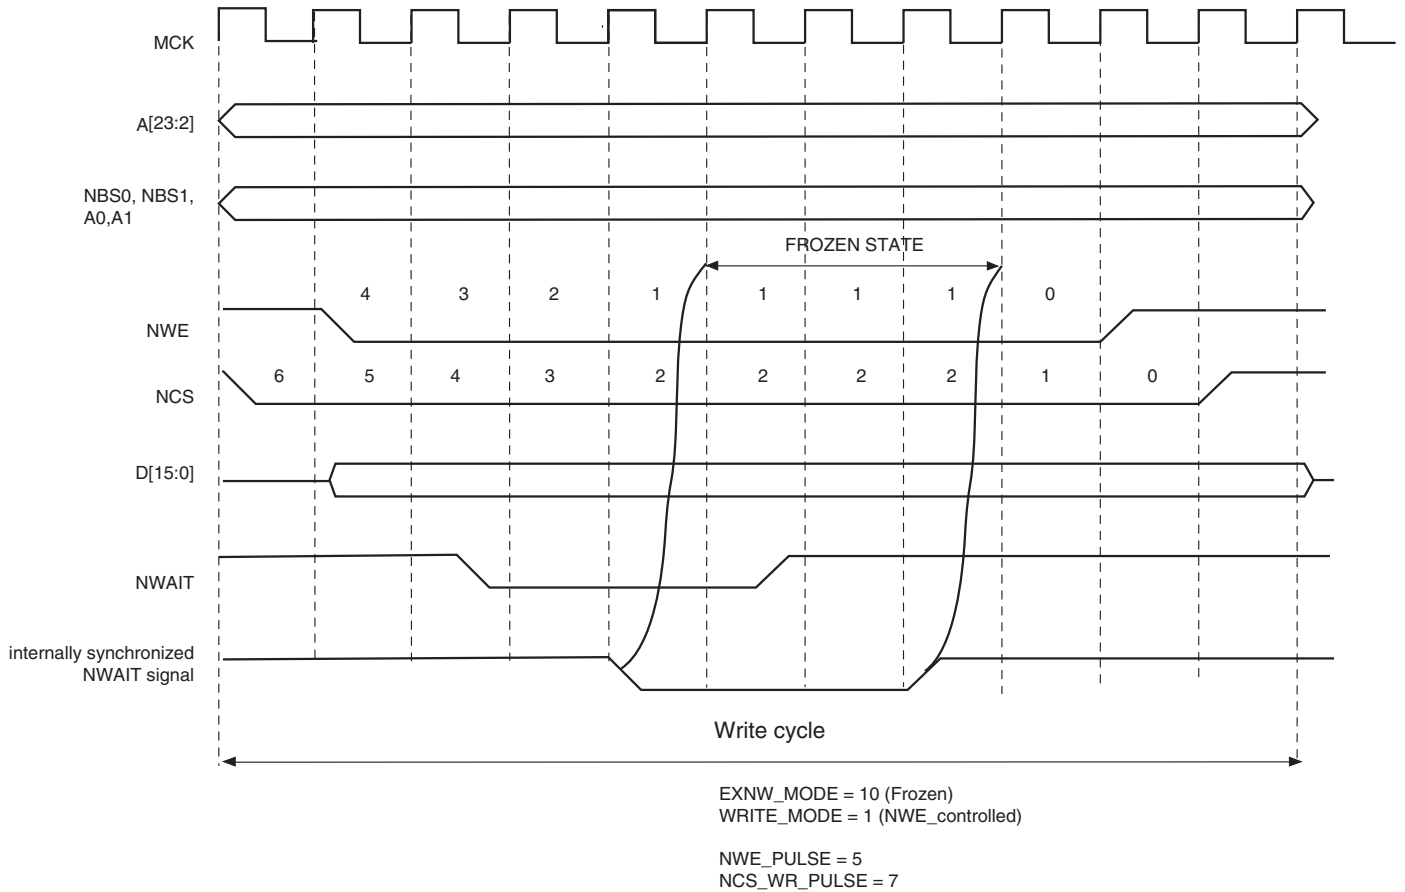 MCK
A[23:2]
NBS0, NBS1,
A0,A1
FROZEN STATE
4 3 2 1 1 1 1 0
NWE
6 5 4 3 2 2 2 2 1 0
NCS
D[15:0]
NWAIT
internally synchronized
NWAIT signal
Write cycle
EXNW_MODE = 10 (Frozen)
WRITE_MODE = 1 (NWE_controlled)
NWE_PULSE = 5
NCS_WR_PULSE = 7